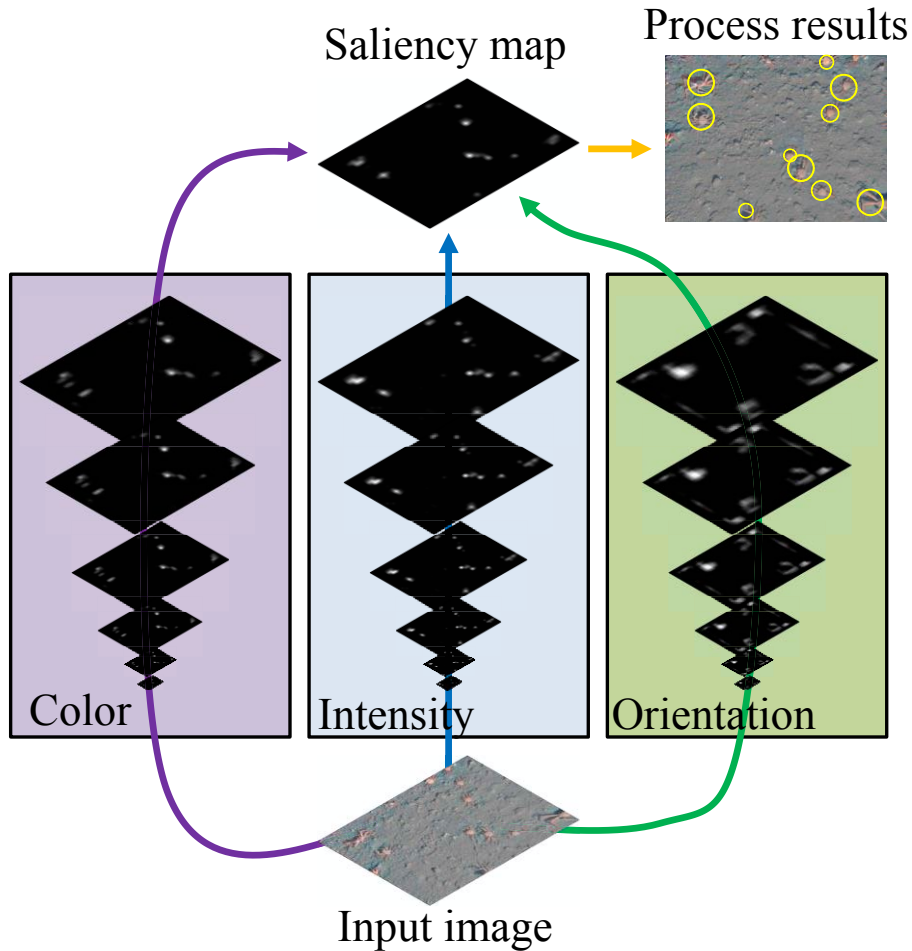 Process results
Saliency map
Color
Intensity
Orientation
Input image